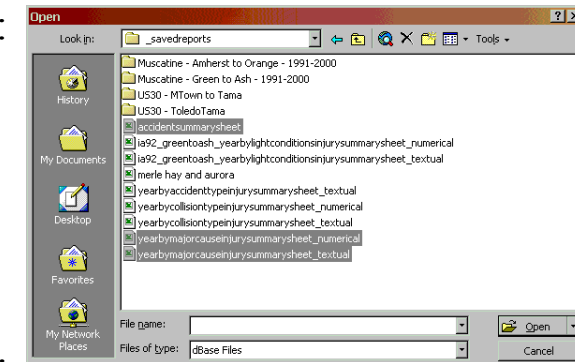 Open
Look in: _savedreports Tools
Muscatine - Amherst to Orange - 1991-2000
Muscatine - Green to Ash - 1991-2000
US30 - MTown to Tama
US30 - ToledoTama
accidentsummarysheet
ia92_greentoash_yearbylightconditionsinjurysummarysheet_numerical
ia92_greentoash_yearbylightconditionsinjurysummarysheet_textual
merle hay and aurora
yearbyaccidenttypeinjurysummarysheet_textual
yearbycollisiontypeinjurysummarysheet_numerical
yearbycollisiontypeinjurysummarysheet_textual
yearbymajorcauseinjurysummarysheet_numerical
yearbymajorcauseinjurysummarysheet_textual
History
My Documents
Desktop
Favorites
My Network
Places
File name: Open
Files of type: dBase Files Cancel